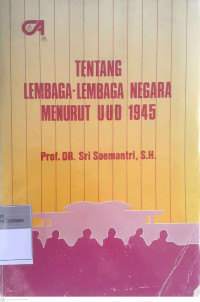 TENTANG
LEMBAGA-LEMBAGA NEGARA
MENURUT UUD 1945
Prof. DR. Sri Soemantri, S.H.